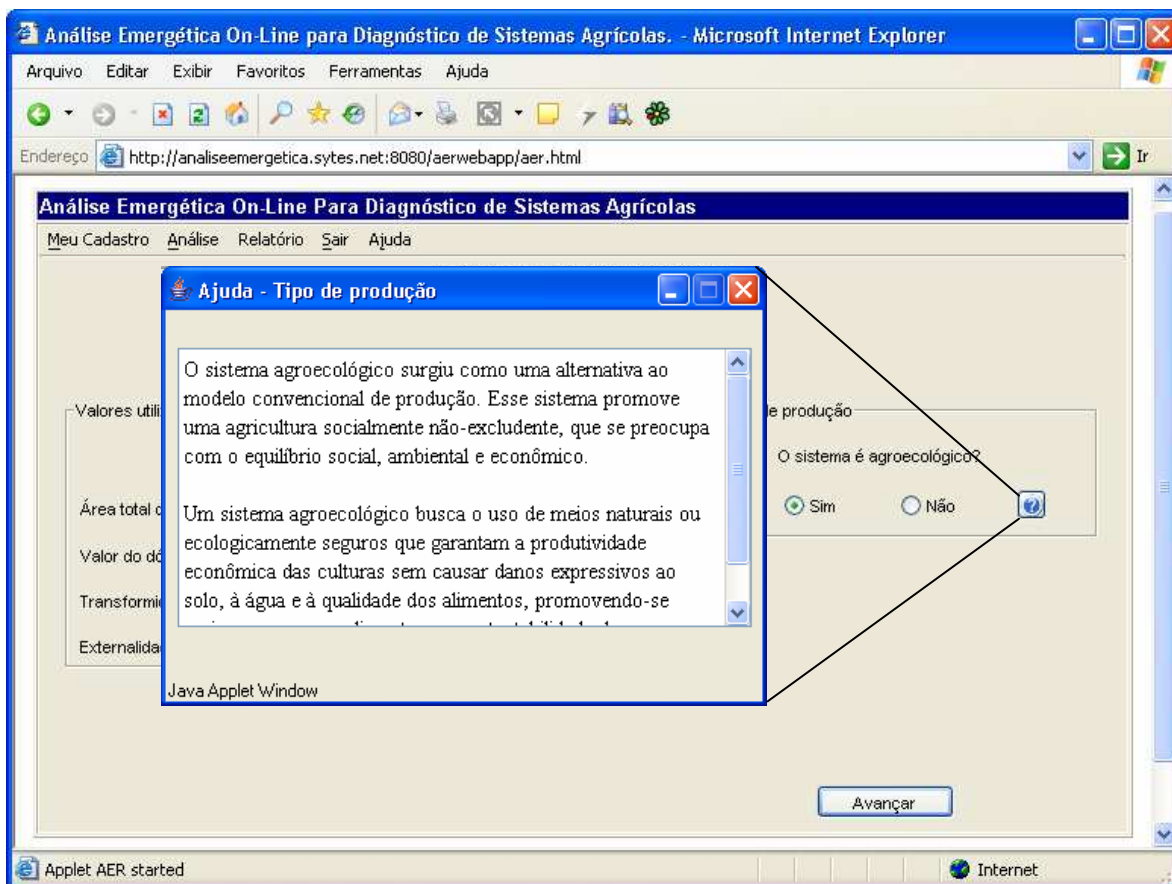 Análise Emergética On-Line para Diagnóstico de Sistemas Agrícolas. - Microsoft Internet Explorer
Arquivo Editar Exibir Favoritos Ferramentas Ajuda
Endereço http://analiseemergetica.sytes.net:8080/aerwebapp/aer.html Ir
Análise Emergética On-Line Para Diagnóstico de Sistemas Agrícolas
Meu Cadastro Análise Relatório Sair Ajuda
Ajuda - Tipo de produção
O sistema agroecológico surgiu como uma alternativa ao
modelo convencional de produção. Esse sistema promove
uma agricultura socialmente não-excludente, que se preocupa
com o equilíbrio social, ambiental e econômico.
Um sistema agroecológico busca o uso de meios naturais ou
ecologicamente seguros que garantam a produtividade
econômica das culturas sem causar danos expressivos ao
solo, à água e à qualidade dos alimentos, promovendo-se
Java Applet Window
Valores
Área total
Valor do
de produção
O sistema é agroecológico?
Sim Não
Avançar
Applet AER started Internet